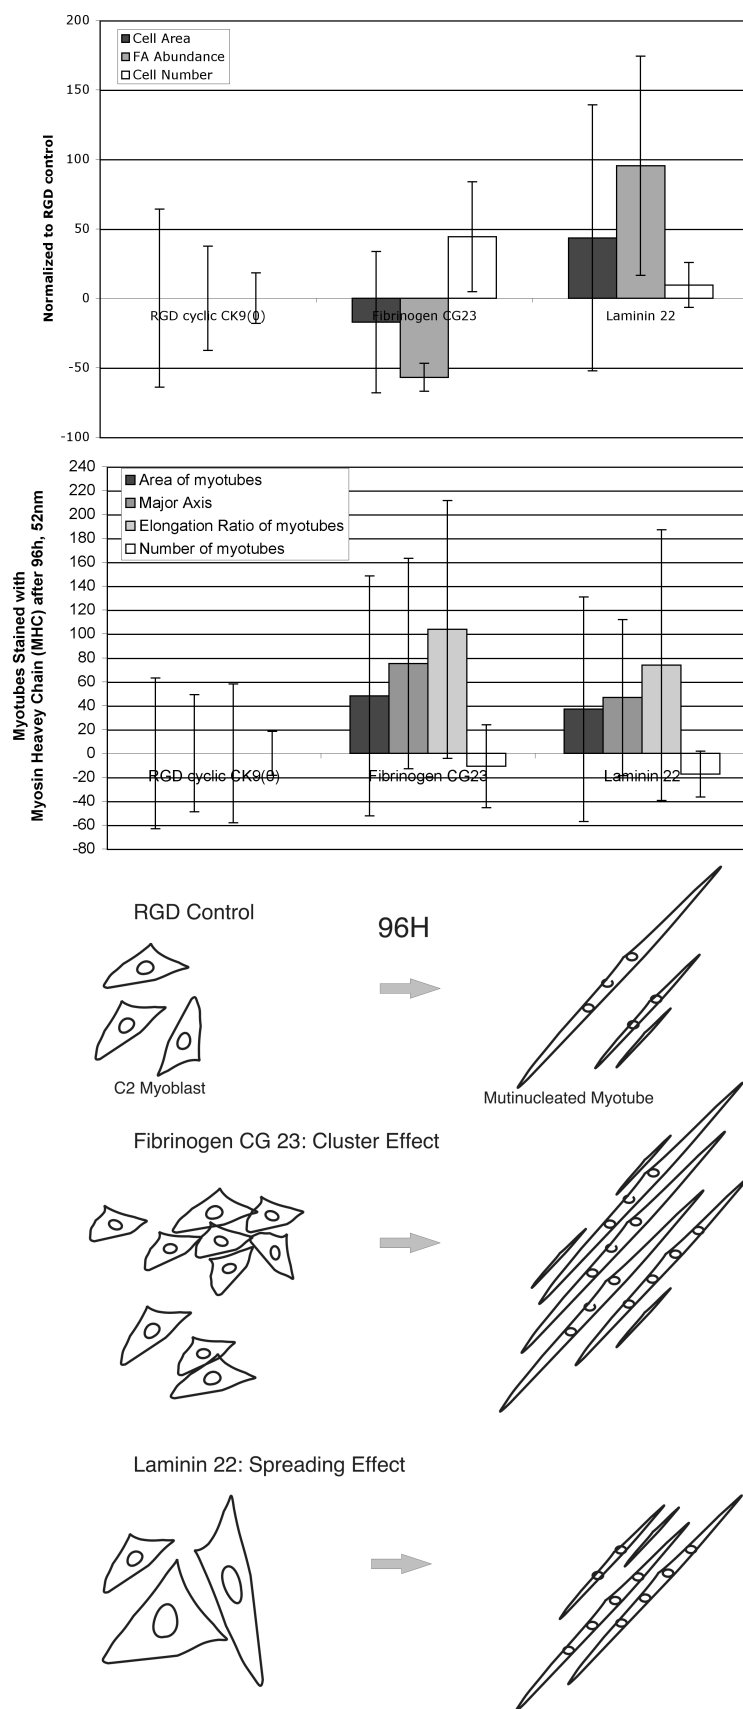 200
150
100
50
0
-50
-100
Normalized to RGD control
Cell Area
FA Abundance
Cell Number
RGD cyclic CK9(0)
Fibrinogen CG23
Laminin 22
240
220
200
180
160
140
120
100
80
60
40
20
0
-20
-40
-60
-80
Myotubes Stained with
Myosin Heavey Chain (MHC) after 96h, 52nm
Area of myotubes
Major Axis
Elongation Ratio of myotubes
Number of myotubes
RGD cyclic CK9(0)
Fibrinogen CG23
Laminin 22
RGD Control
96H
C2 Myoblast
Mutinucleated Myotube
Fibrinogen CG 23: Cluster Effect
Laminin 22: Spreading Effect